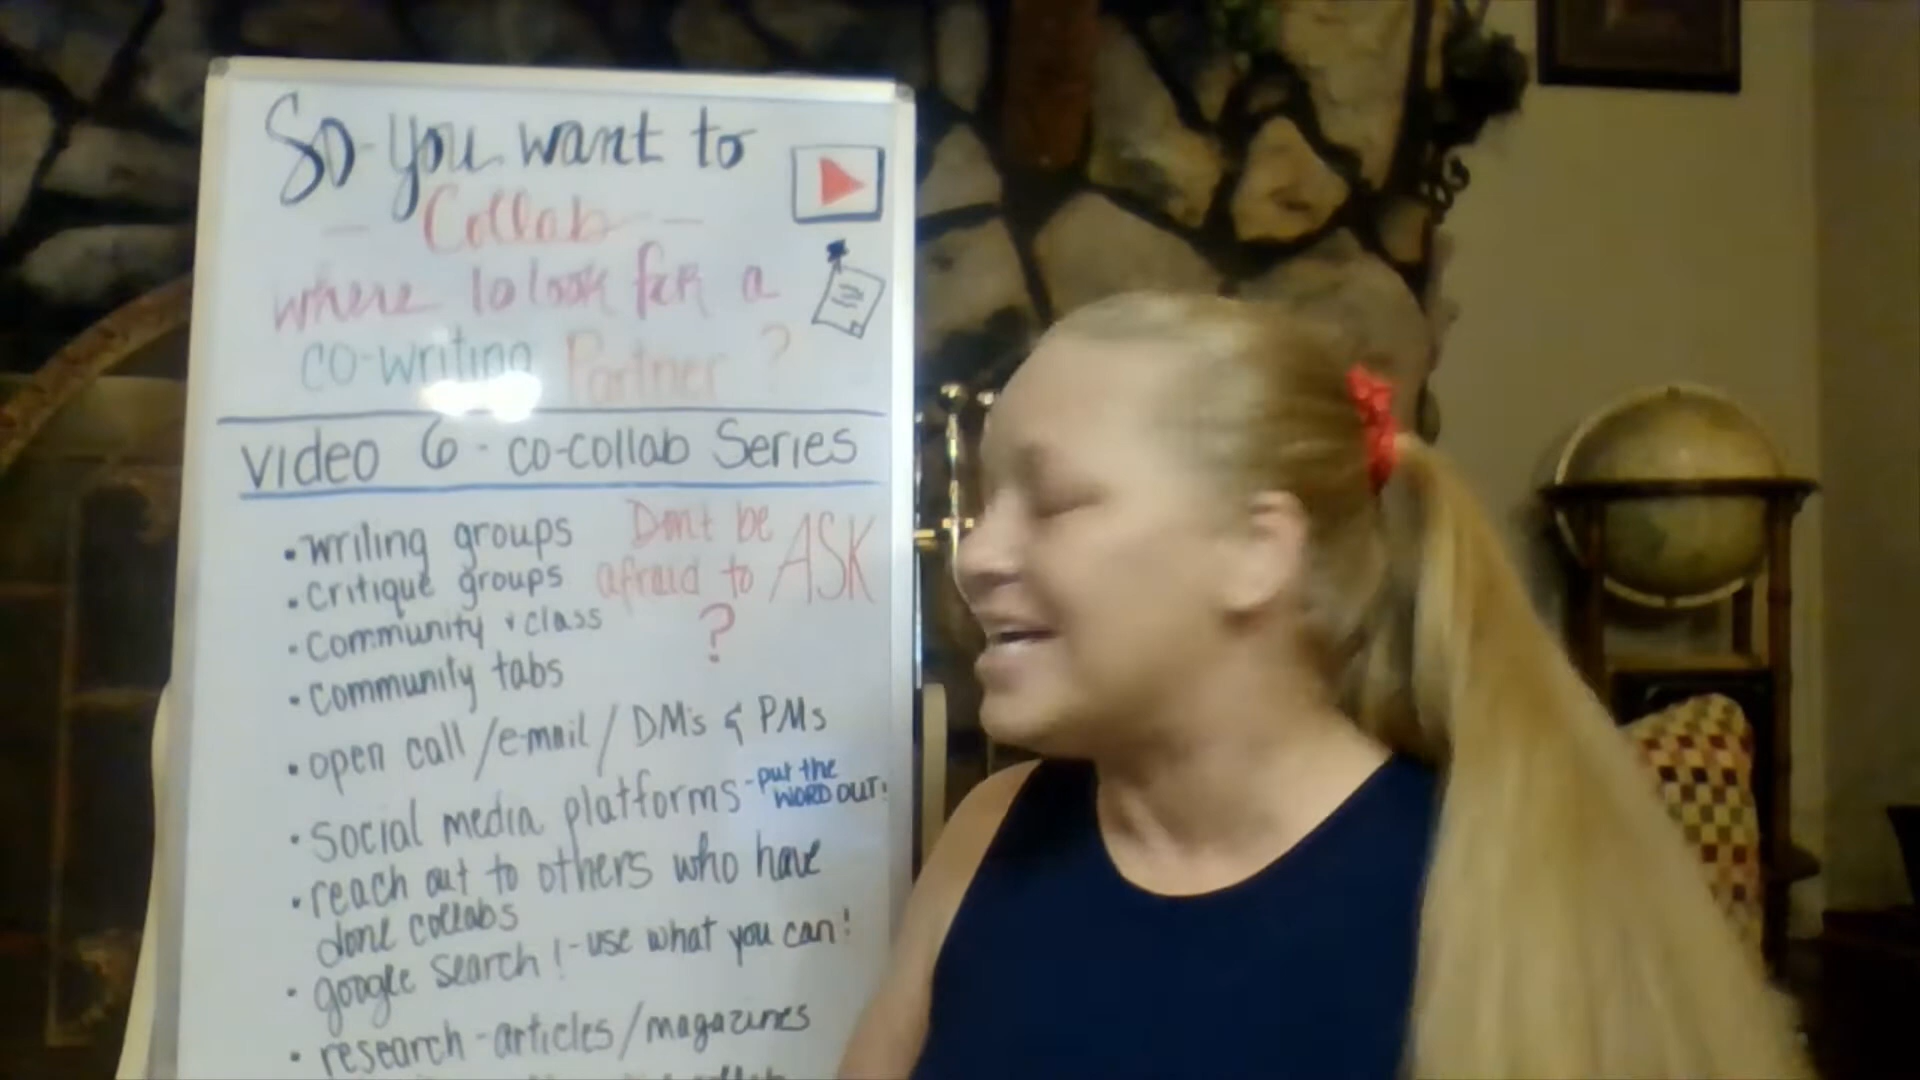 So you want to
- Collab -
where to look for a
co-writing Partner ?
Video 6 - co-collab Series
• writing groups
• critique groups
• Community & class
• Community tabs
Don't be
afraid to ASK
?
• open call / e-mail / DM's & PMs
• Social media platforms - put the
WORD OUT!
• reach out to others who have
done collabs
• google search! - use what you can!
• research - articles / magazines